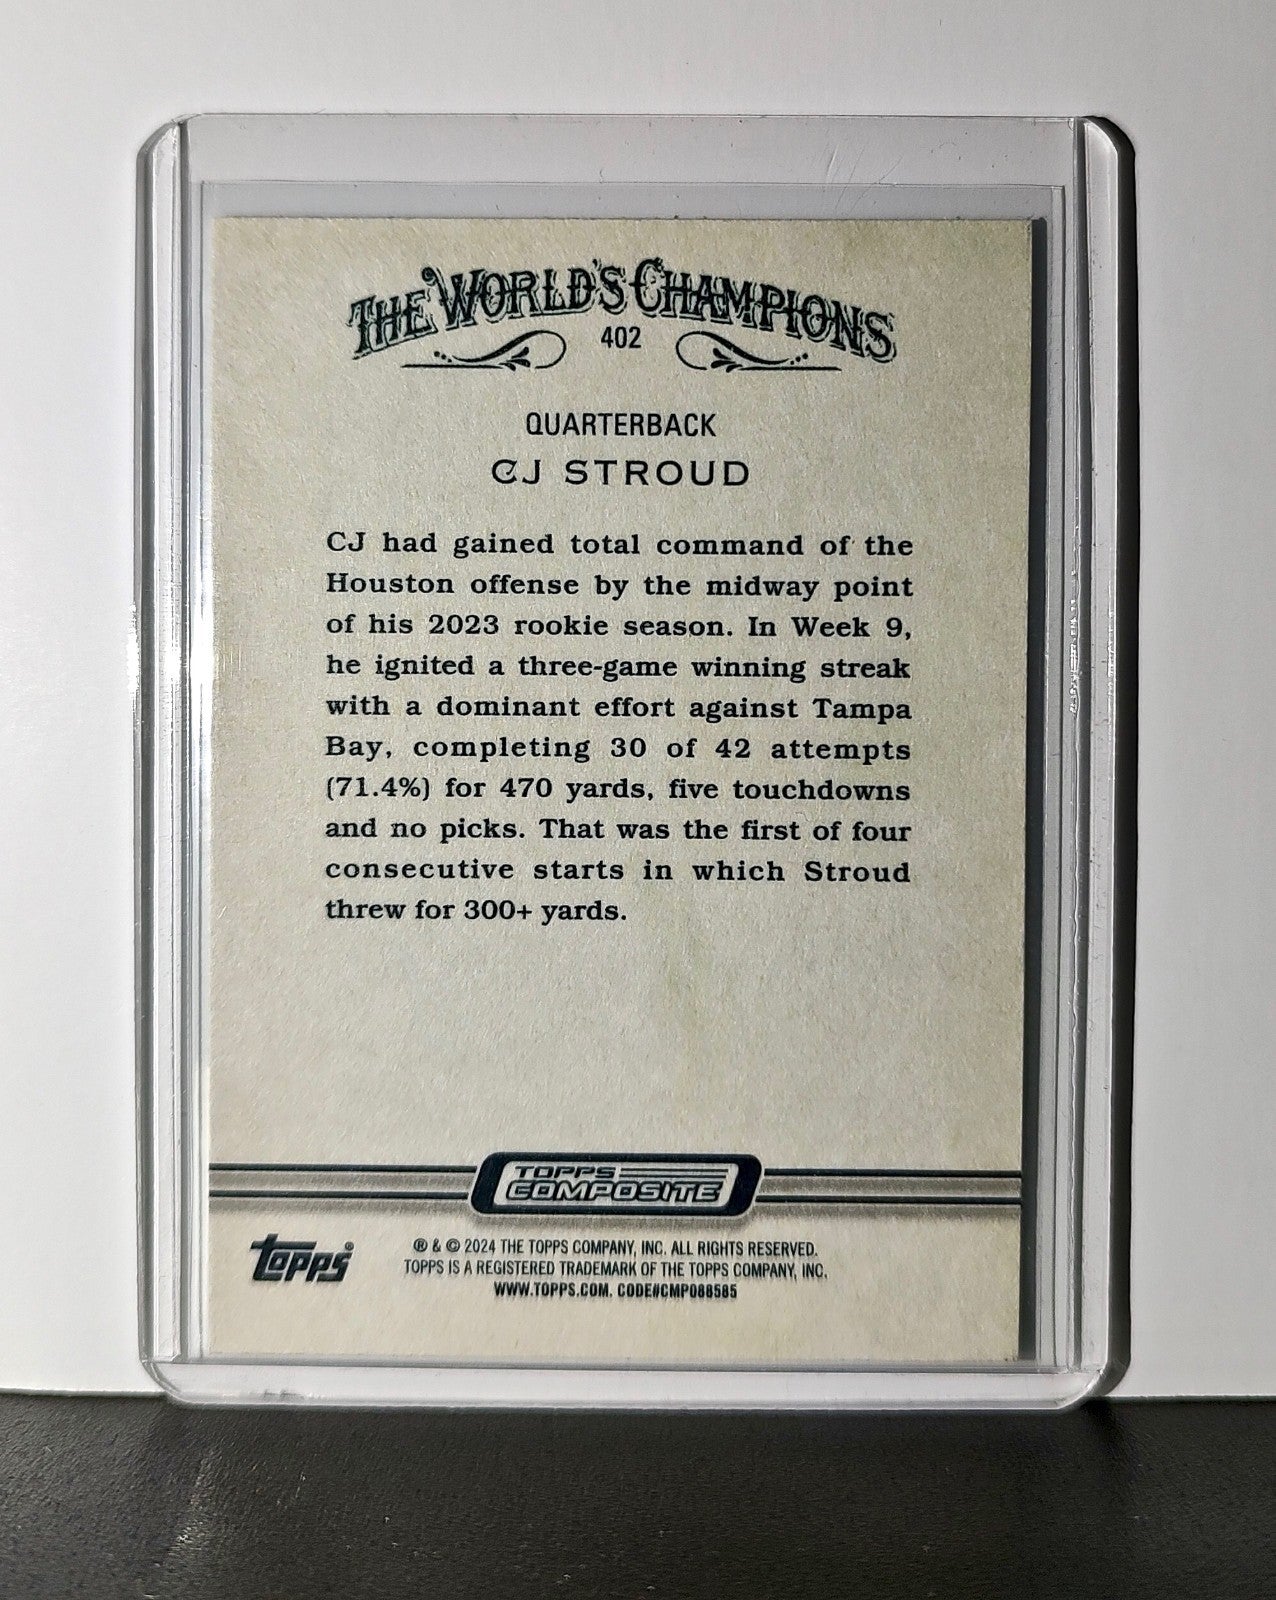 THE WORLD'S CHAMPIONS
402
QUARTERBACK
CJ STROUD
CJ had gained total command of the
Houston offense by the midway point
of his 2023 rookie season. In Week 9,
he ignited a three-game winning streak
with a dominant effort against Tampa
Bay, completing 30 of 42 attempts
(71.4%) for 470 yards, five touchdowns
and no picks. That was the first of four
consecutive starts in which Stroud
threw for 300+ yards.
TOPPS
COMPOSITE
topps®
® & © 2024 THE TOPPS COMPANY, INC. ALL RIGHTS RESERVED.
TOPPS IS A REGISTERED TRADEMARK OF THE TOPPS COMPANY, INC.
WWW.TOPPS.COM. CODE#CMP088585